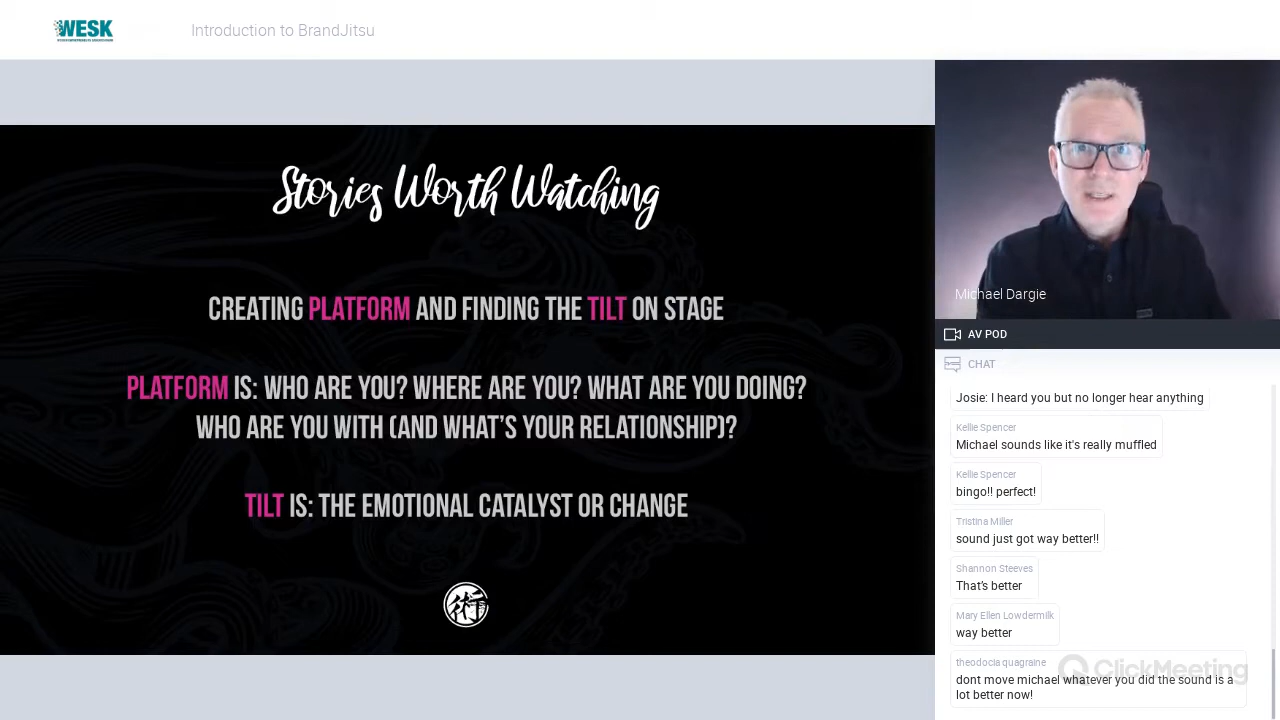 WESK
Introduction to BrandJitsu
Stories Worth Watching
CREATING PLATFORM AND FINDING THE TILT ON STAGE
PLATFORM IS: WHO ARE YOU? WHERE ARE YOU? WHAT ARE YOU DOING?
WHO ARE YOU WITH (AND WHAT'S YOUR RELATIONSHIP)?
TILT IS: THE EMOTIONAL CATALYST OR CHANGE
術
Michael Dargie
AV POD
CHAT
Josie: I heard you but no longer hear anything
Kellie Spencer
Michael sounds like it's really muffled
Kellie Spencer
bingo!! perfect!
Tristina Miller
sound just got way better!!
Shannon Steeves
That's better
Mary Ellen Lowdermilk
way better
theodocia quagraine
dont move michael whatever you did the sound is a
lot better now!
ClickMeeting